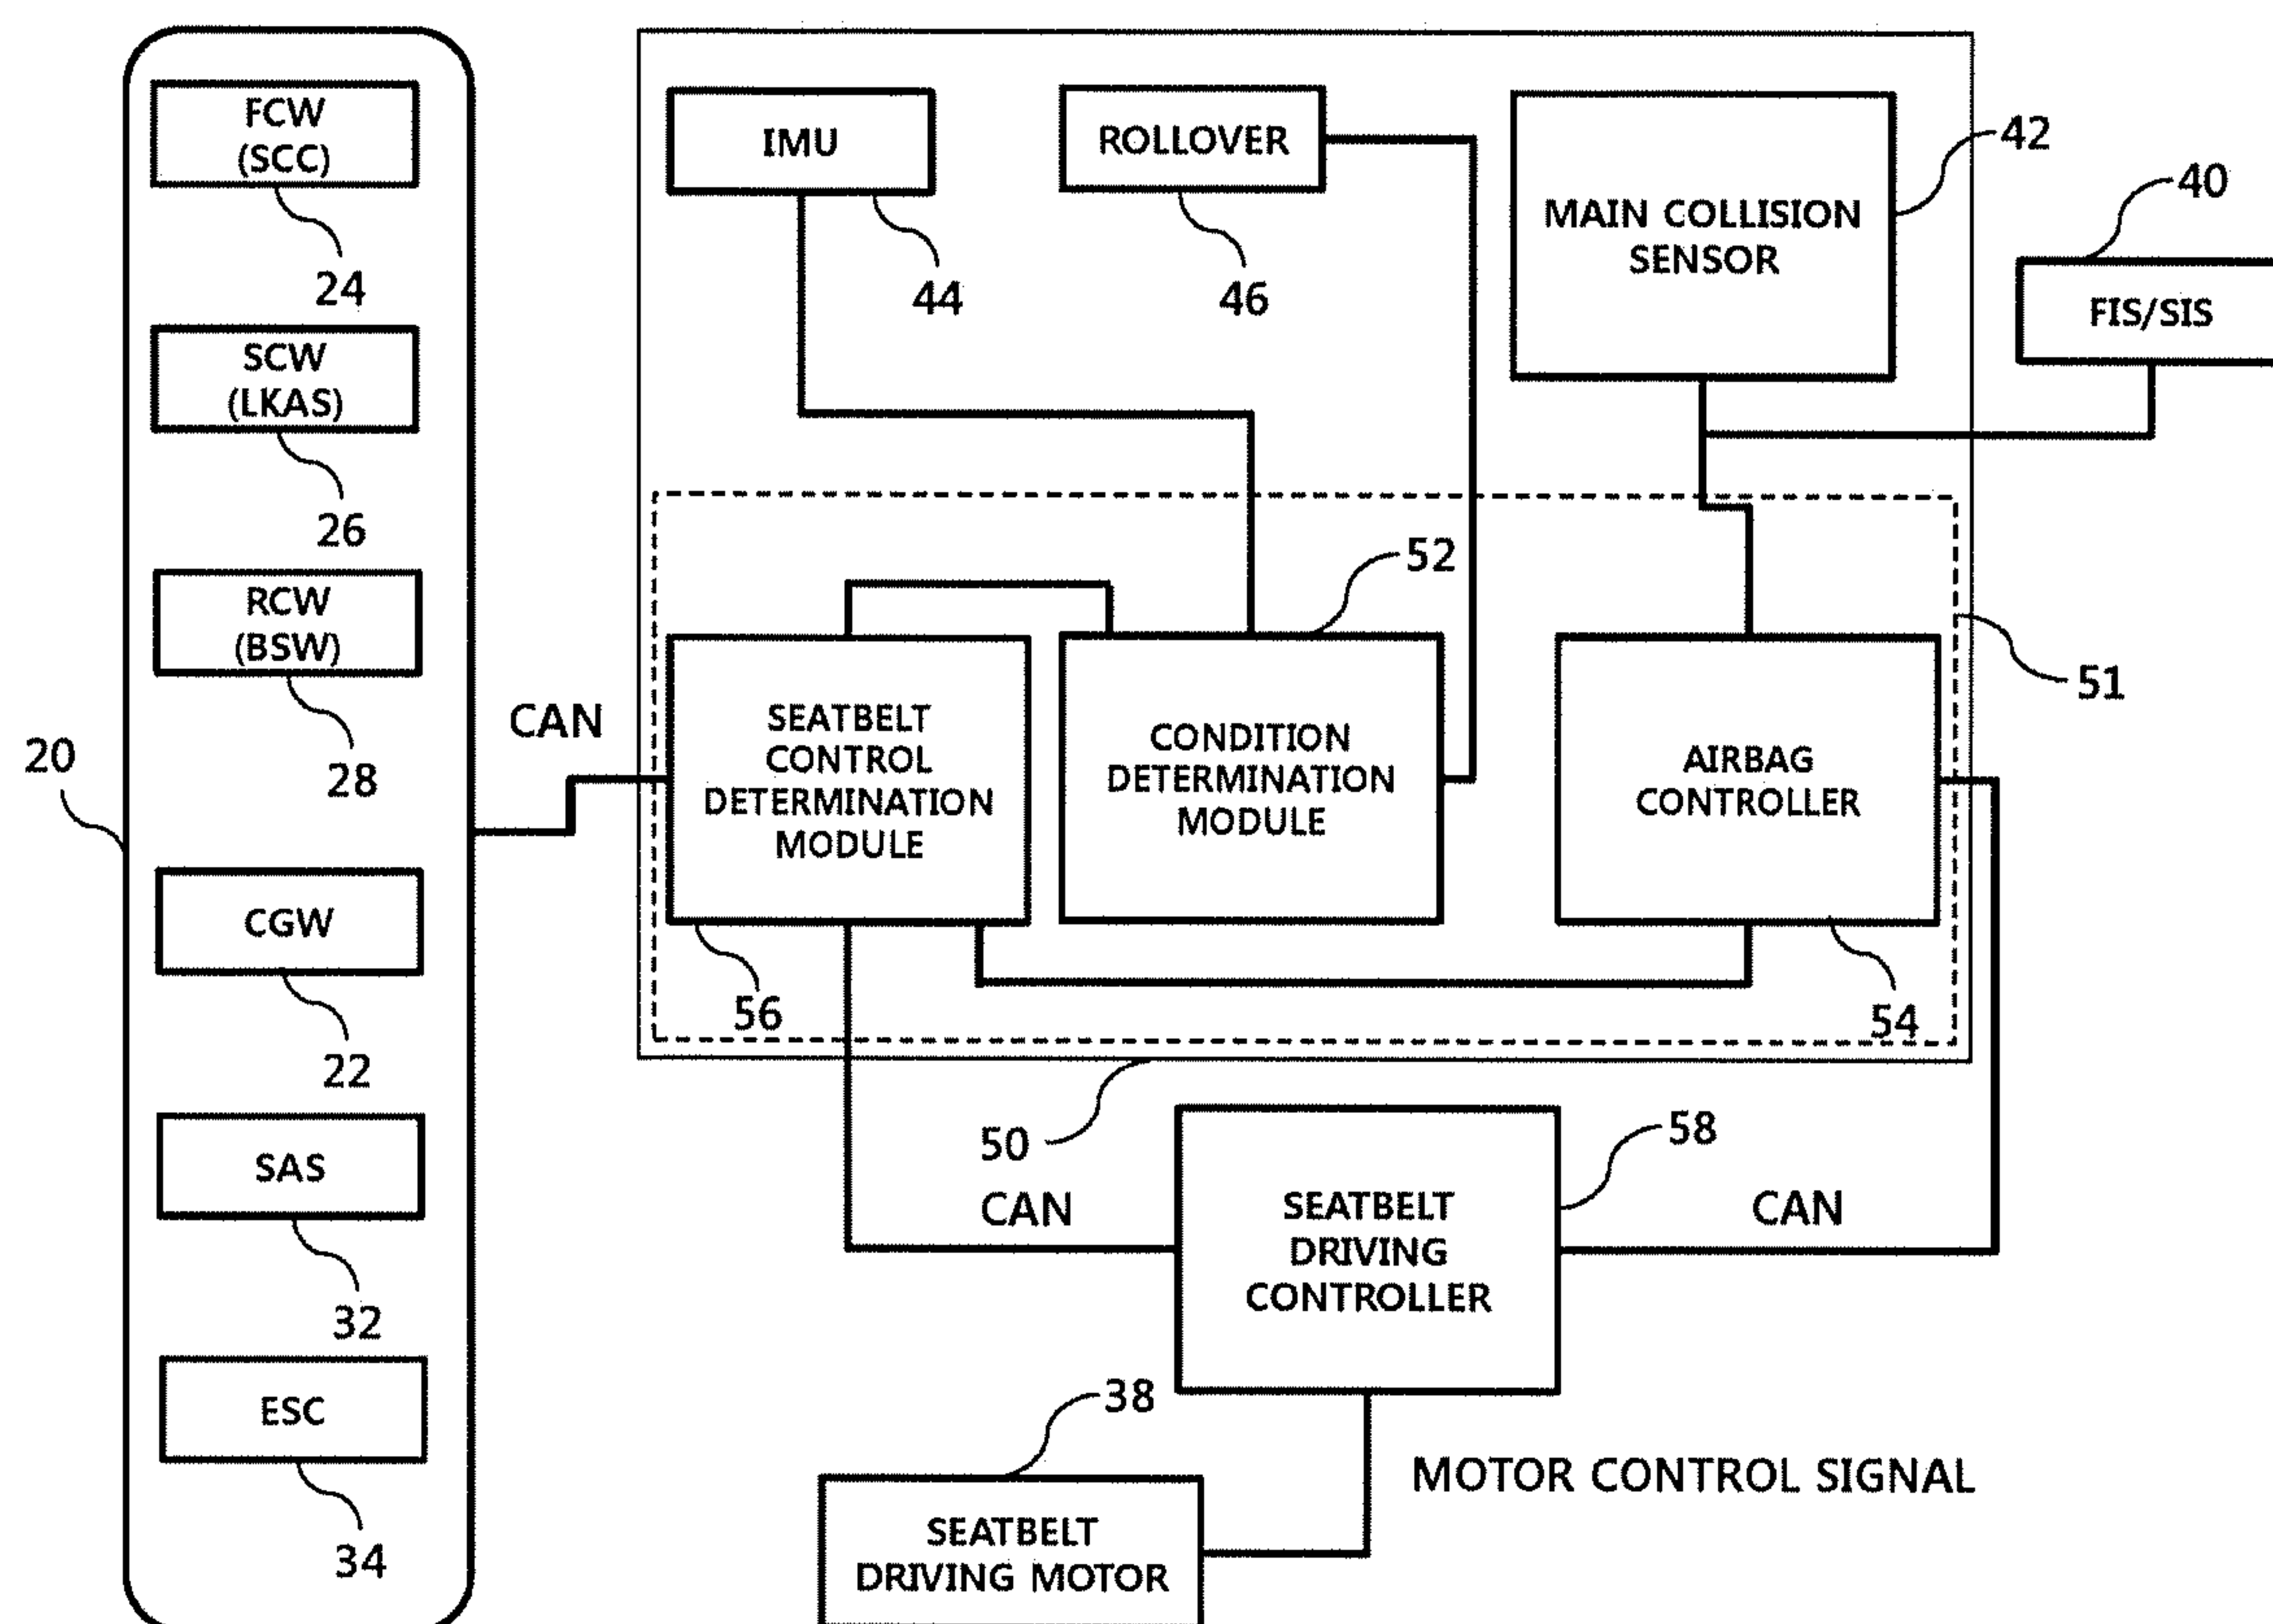 FCW
(SCC)
24
SCW
(LKAS)
26
RCW
(BSW)
28
20
CGW
22
SAS
32
ESC
34
CAN
IMU
44
ROLLOVER
46
MAIN COLLISION
SENSOR
42
40
FIS/SIS
52
51
SEATBELT
CONTROL
DETERMINATION
MODULE
56
CONDITION
DETERMINATION
MODULE
AIRBAG
CONTROLLER
54
50
CAN
SEATBELT
DRIVING
CONTROLLER
58
CAN
38
SEATBELT
DRIVING MOTOR
MOTOR CONTROL SIGNAL